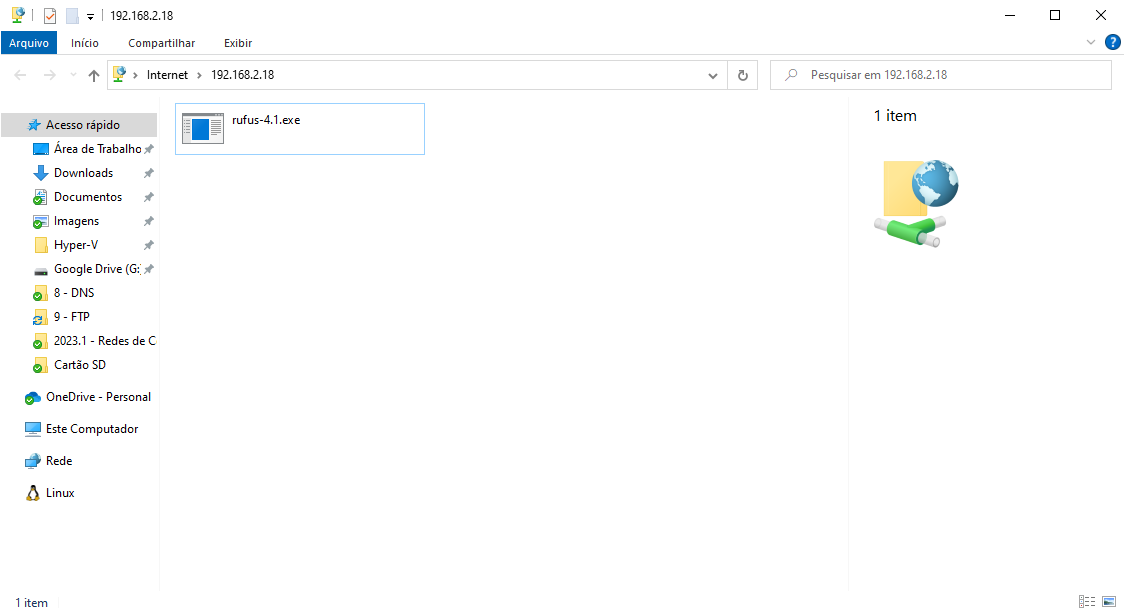 192.168.2.18
Arquivo Início Compartilhar Exibir ?
Internet 192.168.2.18 Pesquisar em 192.168.2.18
Acesso rápido
Área de Trabalho
Downloads
Documentos
Imagens
Hyper-V
Google Drive (G:
8 - DNS
9 - FTP
2023.1 - Redes de C
Cartão SD
OneDrive - Personal
Este Computador
Rede
Linux
rufus-4.1.exe
1 item
1 item